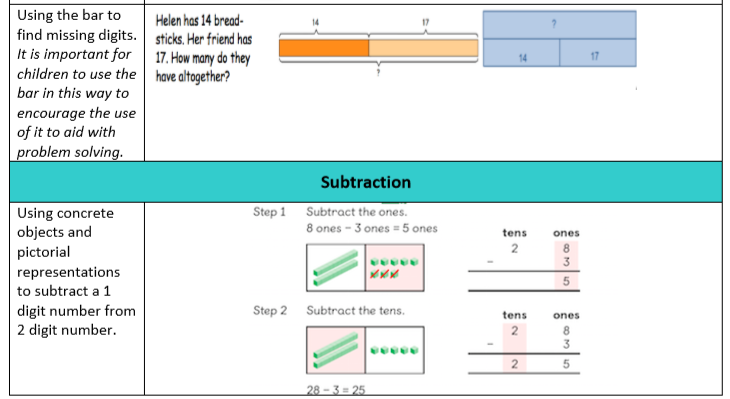 Using the bar to
find missing digits.
It is important for
children to use the
bar in this way to
encourage the use
of it to aid with
problem solving.
Helen has 14 bread-
sticks. Her friend has
17. How many do they
have altogether?
14 17
?
?
14 17
Subtraction
Using concrete
objects and
pictorial
representations
to subtract a 1
digit number from
2 digit number.
Step 1 Subtract the ones.
8 ones − 3 ones = 5 ones
tens ones
2 8
− 3
5
Step 2 Subtract the tens.
tens ones
2 8
− 3
2 5
28 − 3 = 25